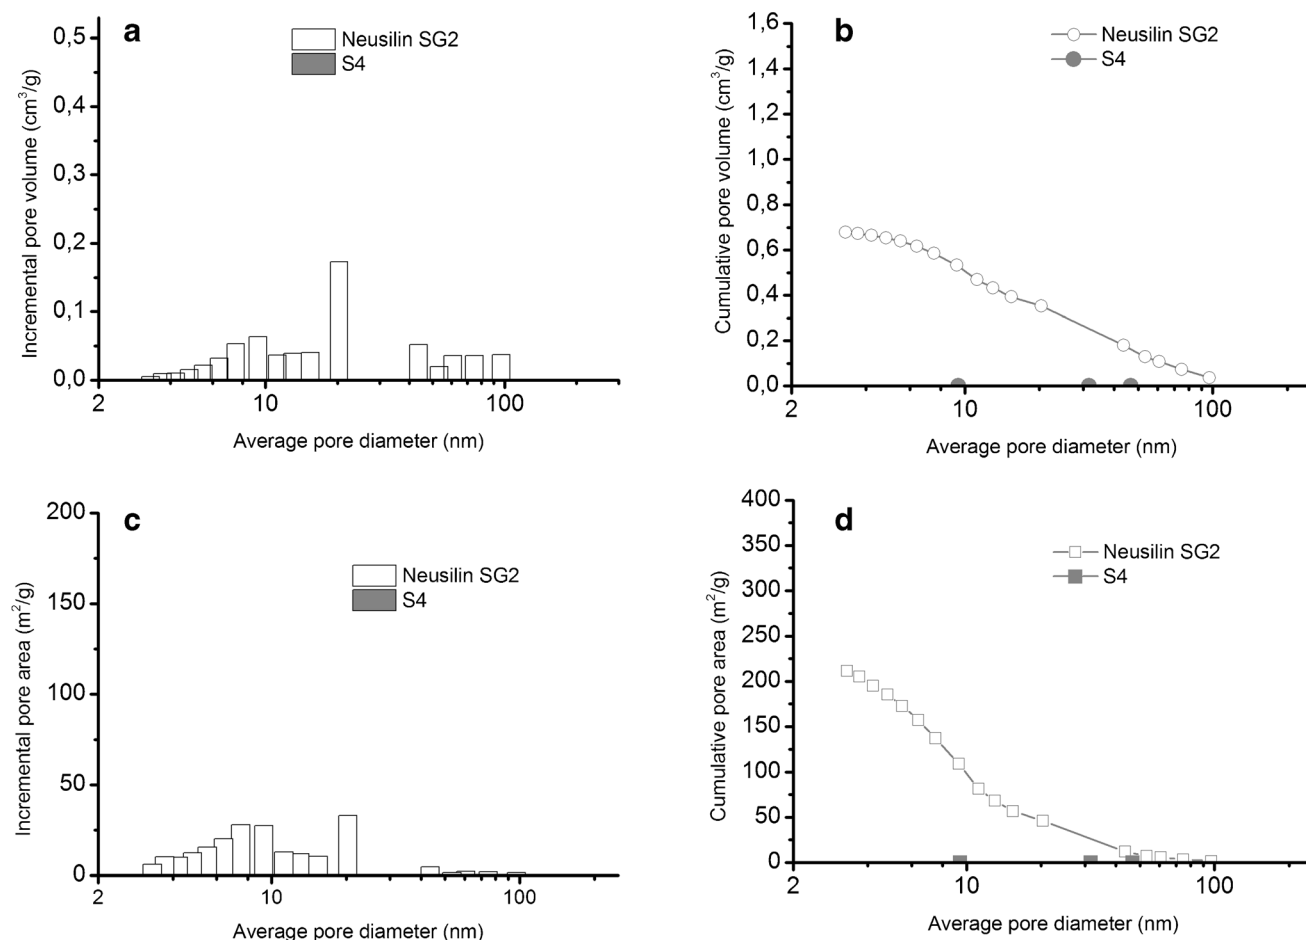 a
Neusilin SG2
S4
Incremental pore volume (cm³/g)
0,5
0,4
0,3
0,2
0,1
0,0
2
10
100
Average pore diameter (nm)
b
Neusilin SG2
S4
Cumulative pore volume (cm³/g)
1,6
1,4
1,2
1,0
0,8
0,6
0,4
0,2
0,0
2
10
100
Average pore diameter (nm)
c
Neusilin SG2
S4
Incremental pore area (m²/g)
200
150
100
50
0
2
10
100
Average pore diameter (nm)
d
Neusilin SG2
S4
Cumulative pore area (m²/g)
400
350
300
250
200
150
100
50
0
2
10
100
Average pore diameter (nm)